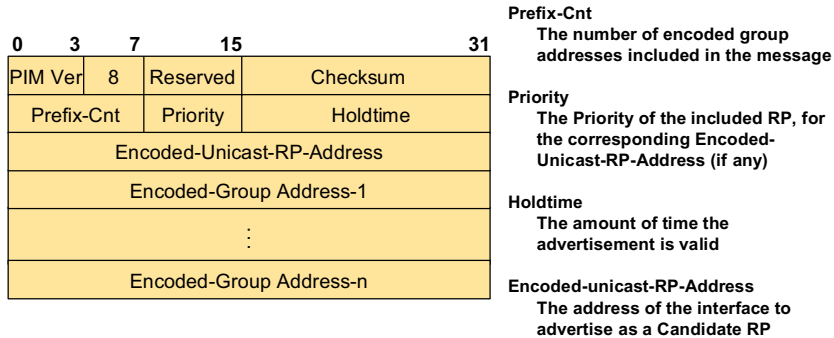 0 3 7 15 31
PIM Ver 8 Reserved Checksum
Prefix-Cnt Priority Holdtime
Encoded-Unicast-RP-Address
Encoded-Group Address-1
⋮
Encoded-Group Address-n
Prefix-Cnt
The number of encoded group
addresses included in the message
Priority
The Priority of the included RP, for
the corresponding Encoded-
Unicast-RP-Address (if any)
Holdtime
The amount of time the
advertisement is valid
Encoded-unicast-RP-Address
The address of the interface to
advertise as a Candidate RP